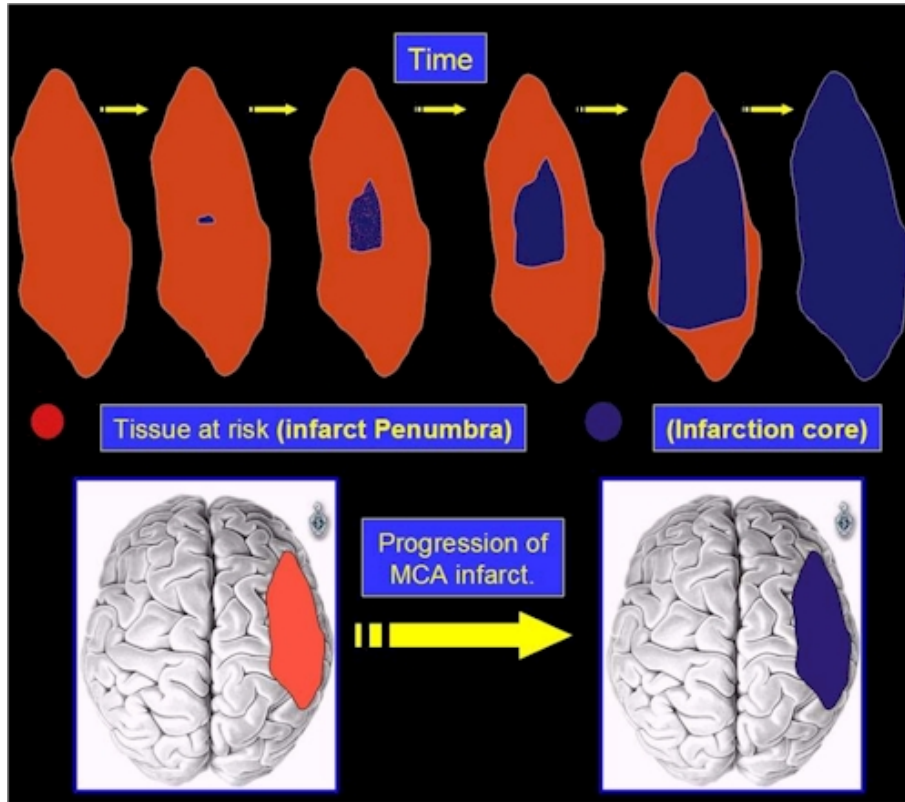 Time
Tissue at risk (infarct Penumbra)
(Infarction core)
Progression of
MCA infarct.